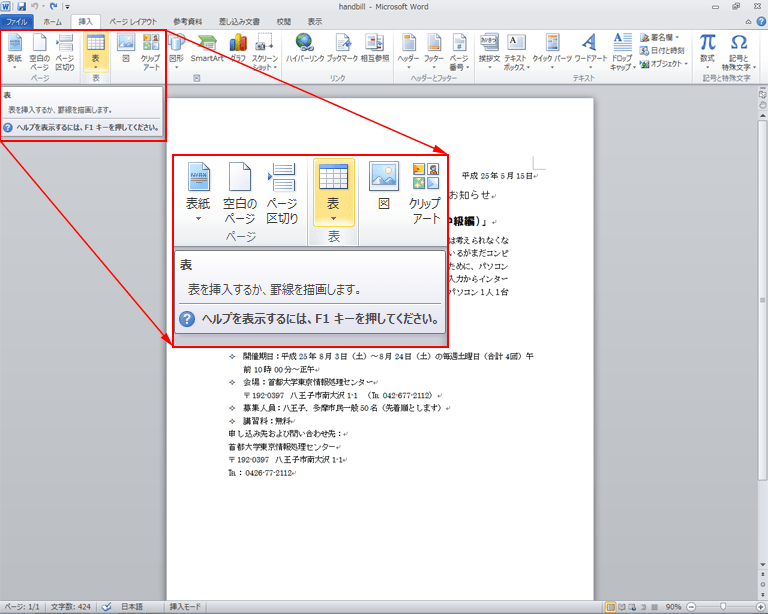 handbill - Microsoft Word
ファイル ホーム 挿入 ページ レイアウト 参考資料 差し込み文書 校閲 表示
表紙 空白のページ ページ区切り 表 図 クリップアート 図形 SmartArt グラフ スクリーンショット ハイパーリンク ブックマーク 相互参照 ヘッダー フッター ページ番号 挨拶文 テキストボックス クイック パーツ ワードアート ドロップキャップ 署名欄 日付と時刻 オブジェクト 数式 記号と特殊文字
ページ 表 図 リンク ヘッダーとフッター テキスト 記号と特殊文字
表
表を挿入するか、罫線を描画します。
ヘルプを表示するには、F1 キーを押してください。
表紙 空白のページ ページ区切り 表 図 クリップアート
ページ 表
表
表を挿入するか、罫線を描画します。
ヘルプを表示するには、F1 キーを押してください。
平成 25 年 5 月 15 日
お知らせ
中級編）」
は考えられなくな
いるがまだコンピ
ために、パソコン
入力からインター
パソコン 1 人 1 台
開催期日：平成 25 年 8 月 3 日（土）～8 月 24 日（土）の毎週土曜日（合計 4 回）午
前 10 時 00 分～正午
会場：首都大学東京情報処理センター
〒192-0397 八王子市南大沢 1-1 （℡ 042-677-2112）
募集人員：八王子、多摩市民一般 50 名（先着順とします）
講習料：無料
申し込み先および問い合わせ先：
首都大学東京情報処理センター
〒192-0397 八王子市南大沢 1-1
℡：0426-77-2112
ページ: 1/1 文字数: 424 日本語 挿入モード 90%